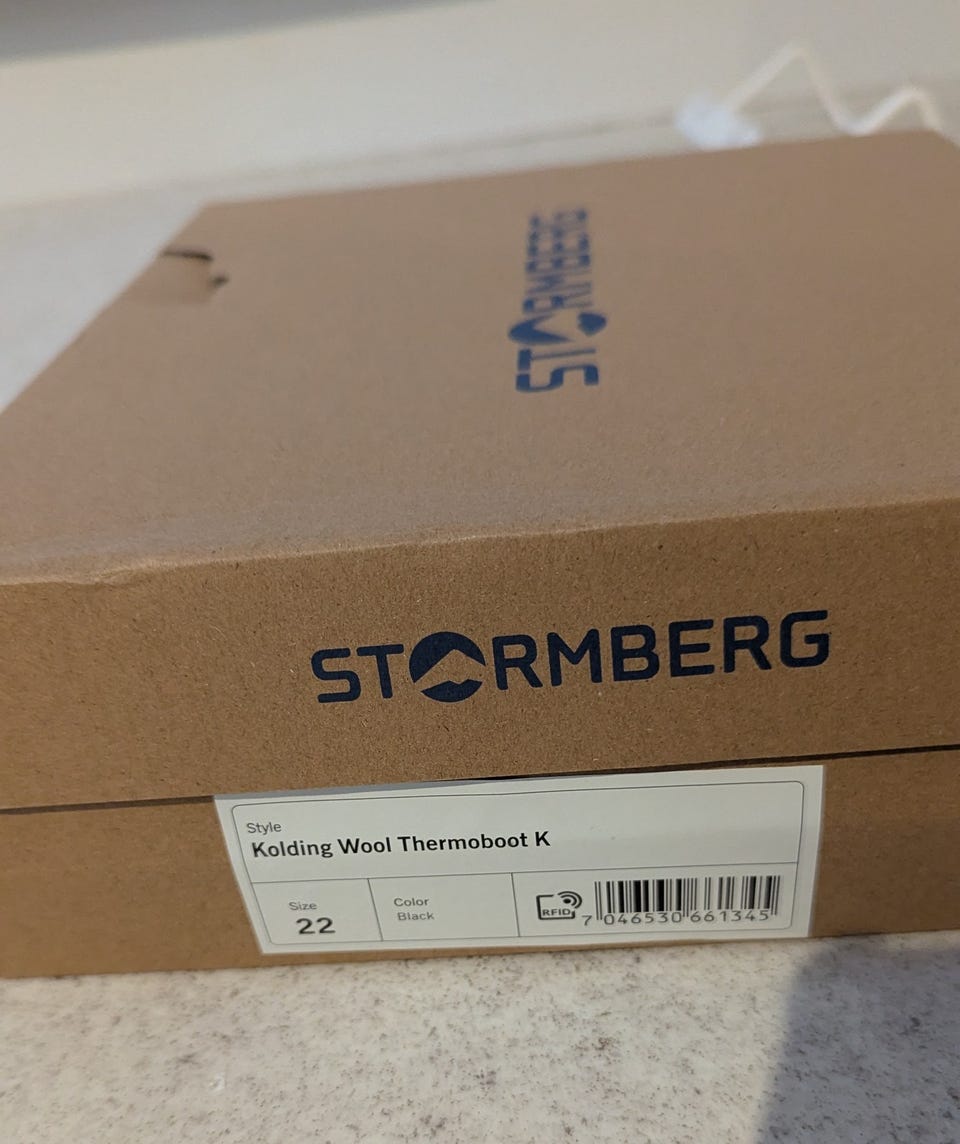 STORMBERG
STORMBERG
Style
Kolding Wool Thermoboot K
Size
22
Color
Black
RFID
7 046530 661345